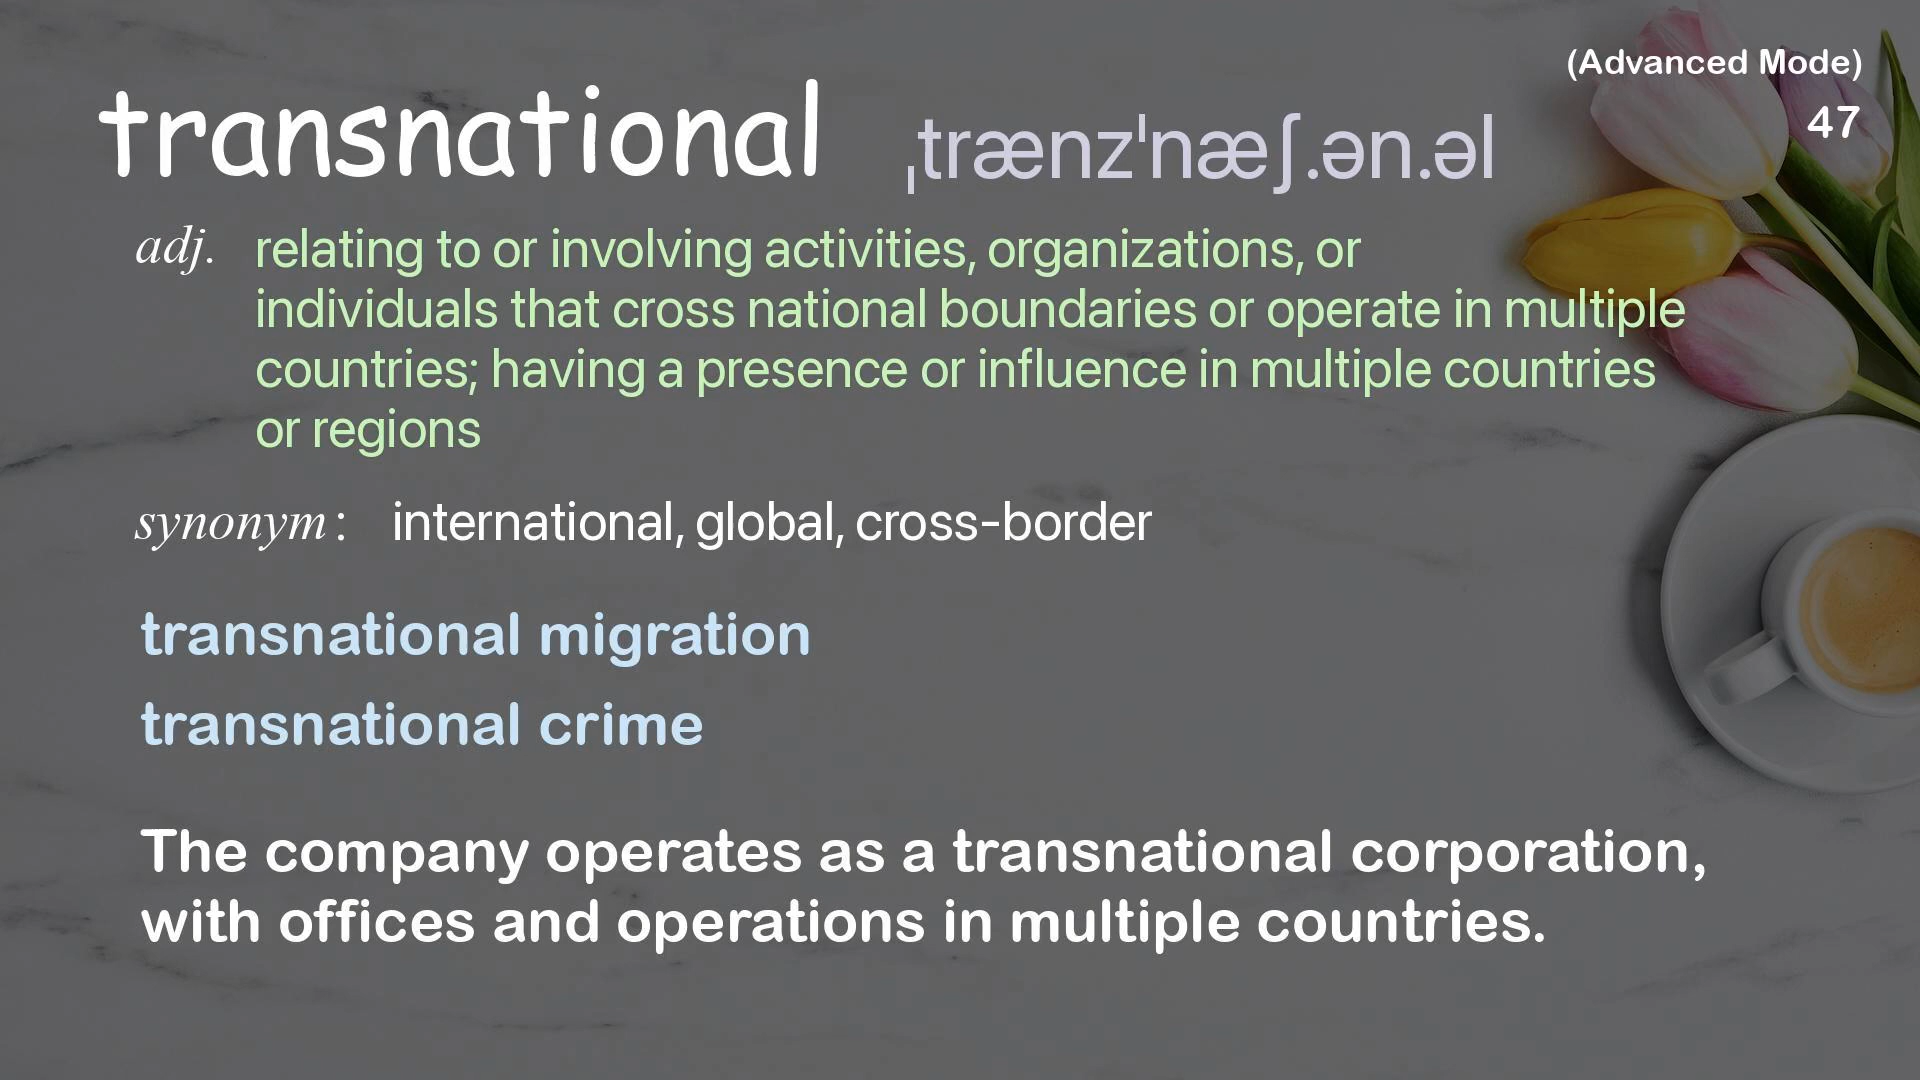 (Advanced Mode)
transnational ˌtrænzˈnæʃ.ən.əl
47
adj. relating to or involving activities, organizations, or
individuals that cross national boundaries or operate in multiple
countries; having a presence or influence in multiple countries
or regions
synonym: international, global, cross-border
transnational migration
transnational crime
The company operates as a transnational corporation,
with offices and operations in multiple countries.